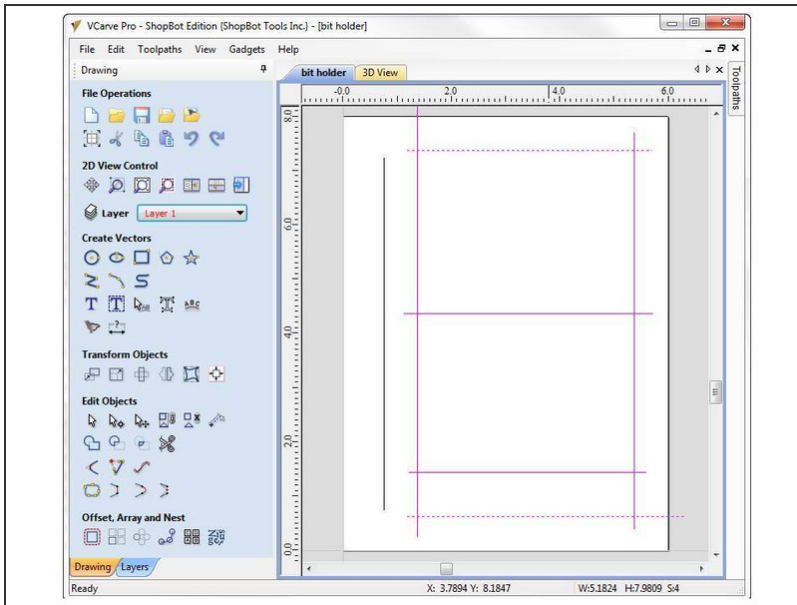 VCarve Pro - ShopBot Edition (ShopBot Tools Inc.) - [bit holder]
File Edit Toolpaths View Gadgets Help
Drawing
bit holder 3D View
Toolpaths
File Operations
2D View Control
Layer Layer 1
Create Vectors
Transform Objects
Edit Objects
Offset, Array and Nest
-0.0 2.0 4.0 6.0
8.0
6.0
4.0
2.0
0.0
Drawing Layers
Ready X: 3.7894 Y: 8.1847 W:5.1824 H:7.9809 S:4